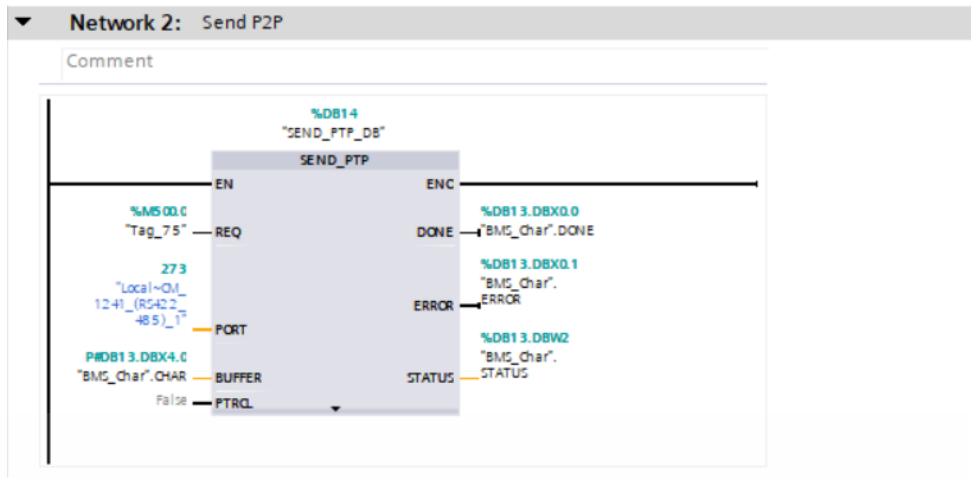 Network 2: Send P2P
Comment
%DB14
"SEND_PTP_DB"
SEND_PTP
EN
ENC
%M500.0
"Tag_75"
REQ
%DB13.DBX0.0
DONE
"BMS_Char".DONE
273
"Local~CM_
1241_(RS422_
485)_1"
PORT
%DB13.DBX0.1
"BMS_Char".
ERROR
ERROR
P#DB13.DBX4.0
"BMS_Char".CHAR
BUFFER
%DB13.DBW2
"BMS_Char".
STATUS
STATUS
False
PTRCL